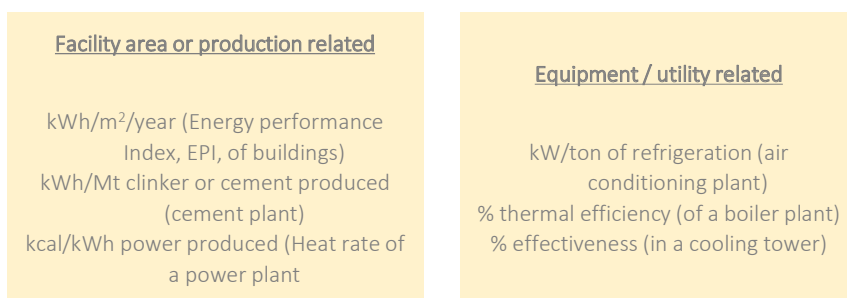 Facility area or production related
kWh/m²/year (Energy performance
Index, EPI, of buildings)
kWh/Mt clinker or cement produced
(cement plant)
kcal/kWh power produced (Heat rate of
a power plant
Equipment / utility related
kW/ton of refrigeration (air
conditioning plant)
% thermal efficiency (of a boiler plant)
% effectiveness (in a cooling tower)